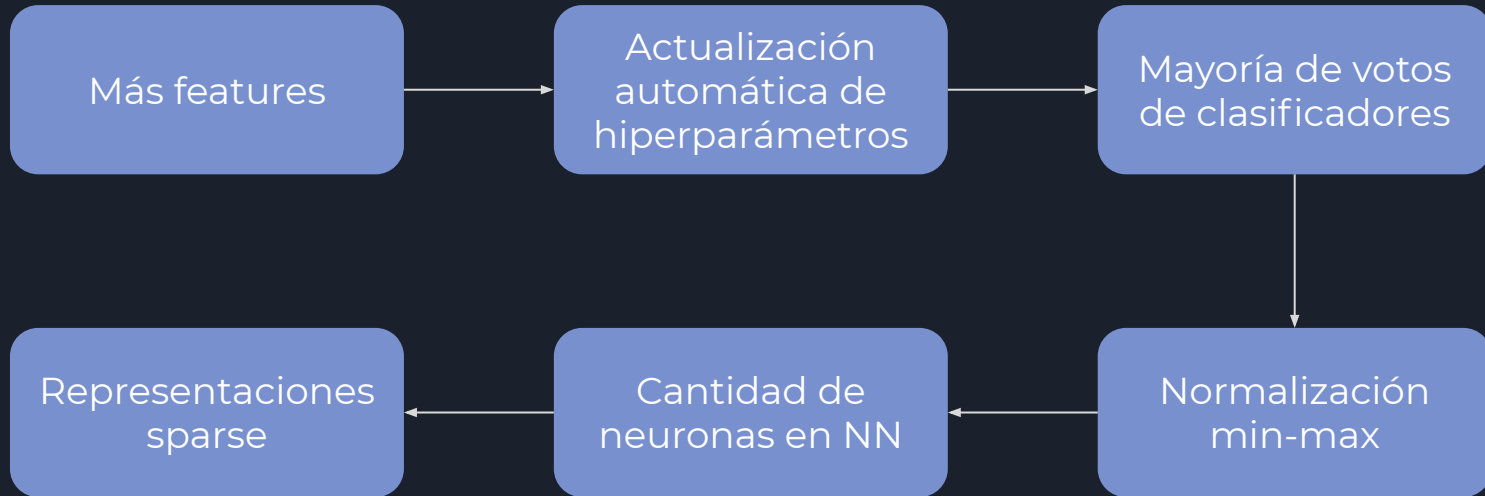 Más features
Actualización
automática de
hiperparámetros
Mayoría de votos
de clasificadores
Normalización
min-max
Cantidad de
neuronas en NN
Representaciones
sparse